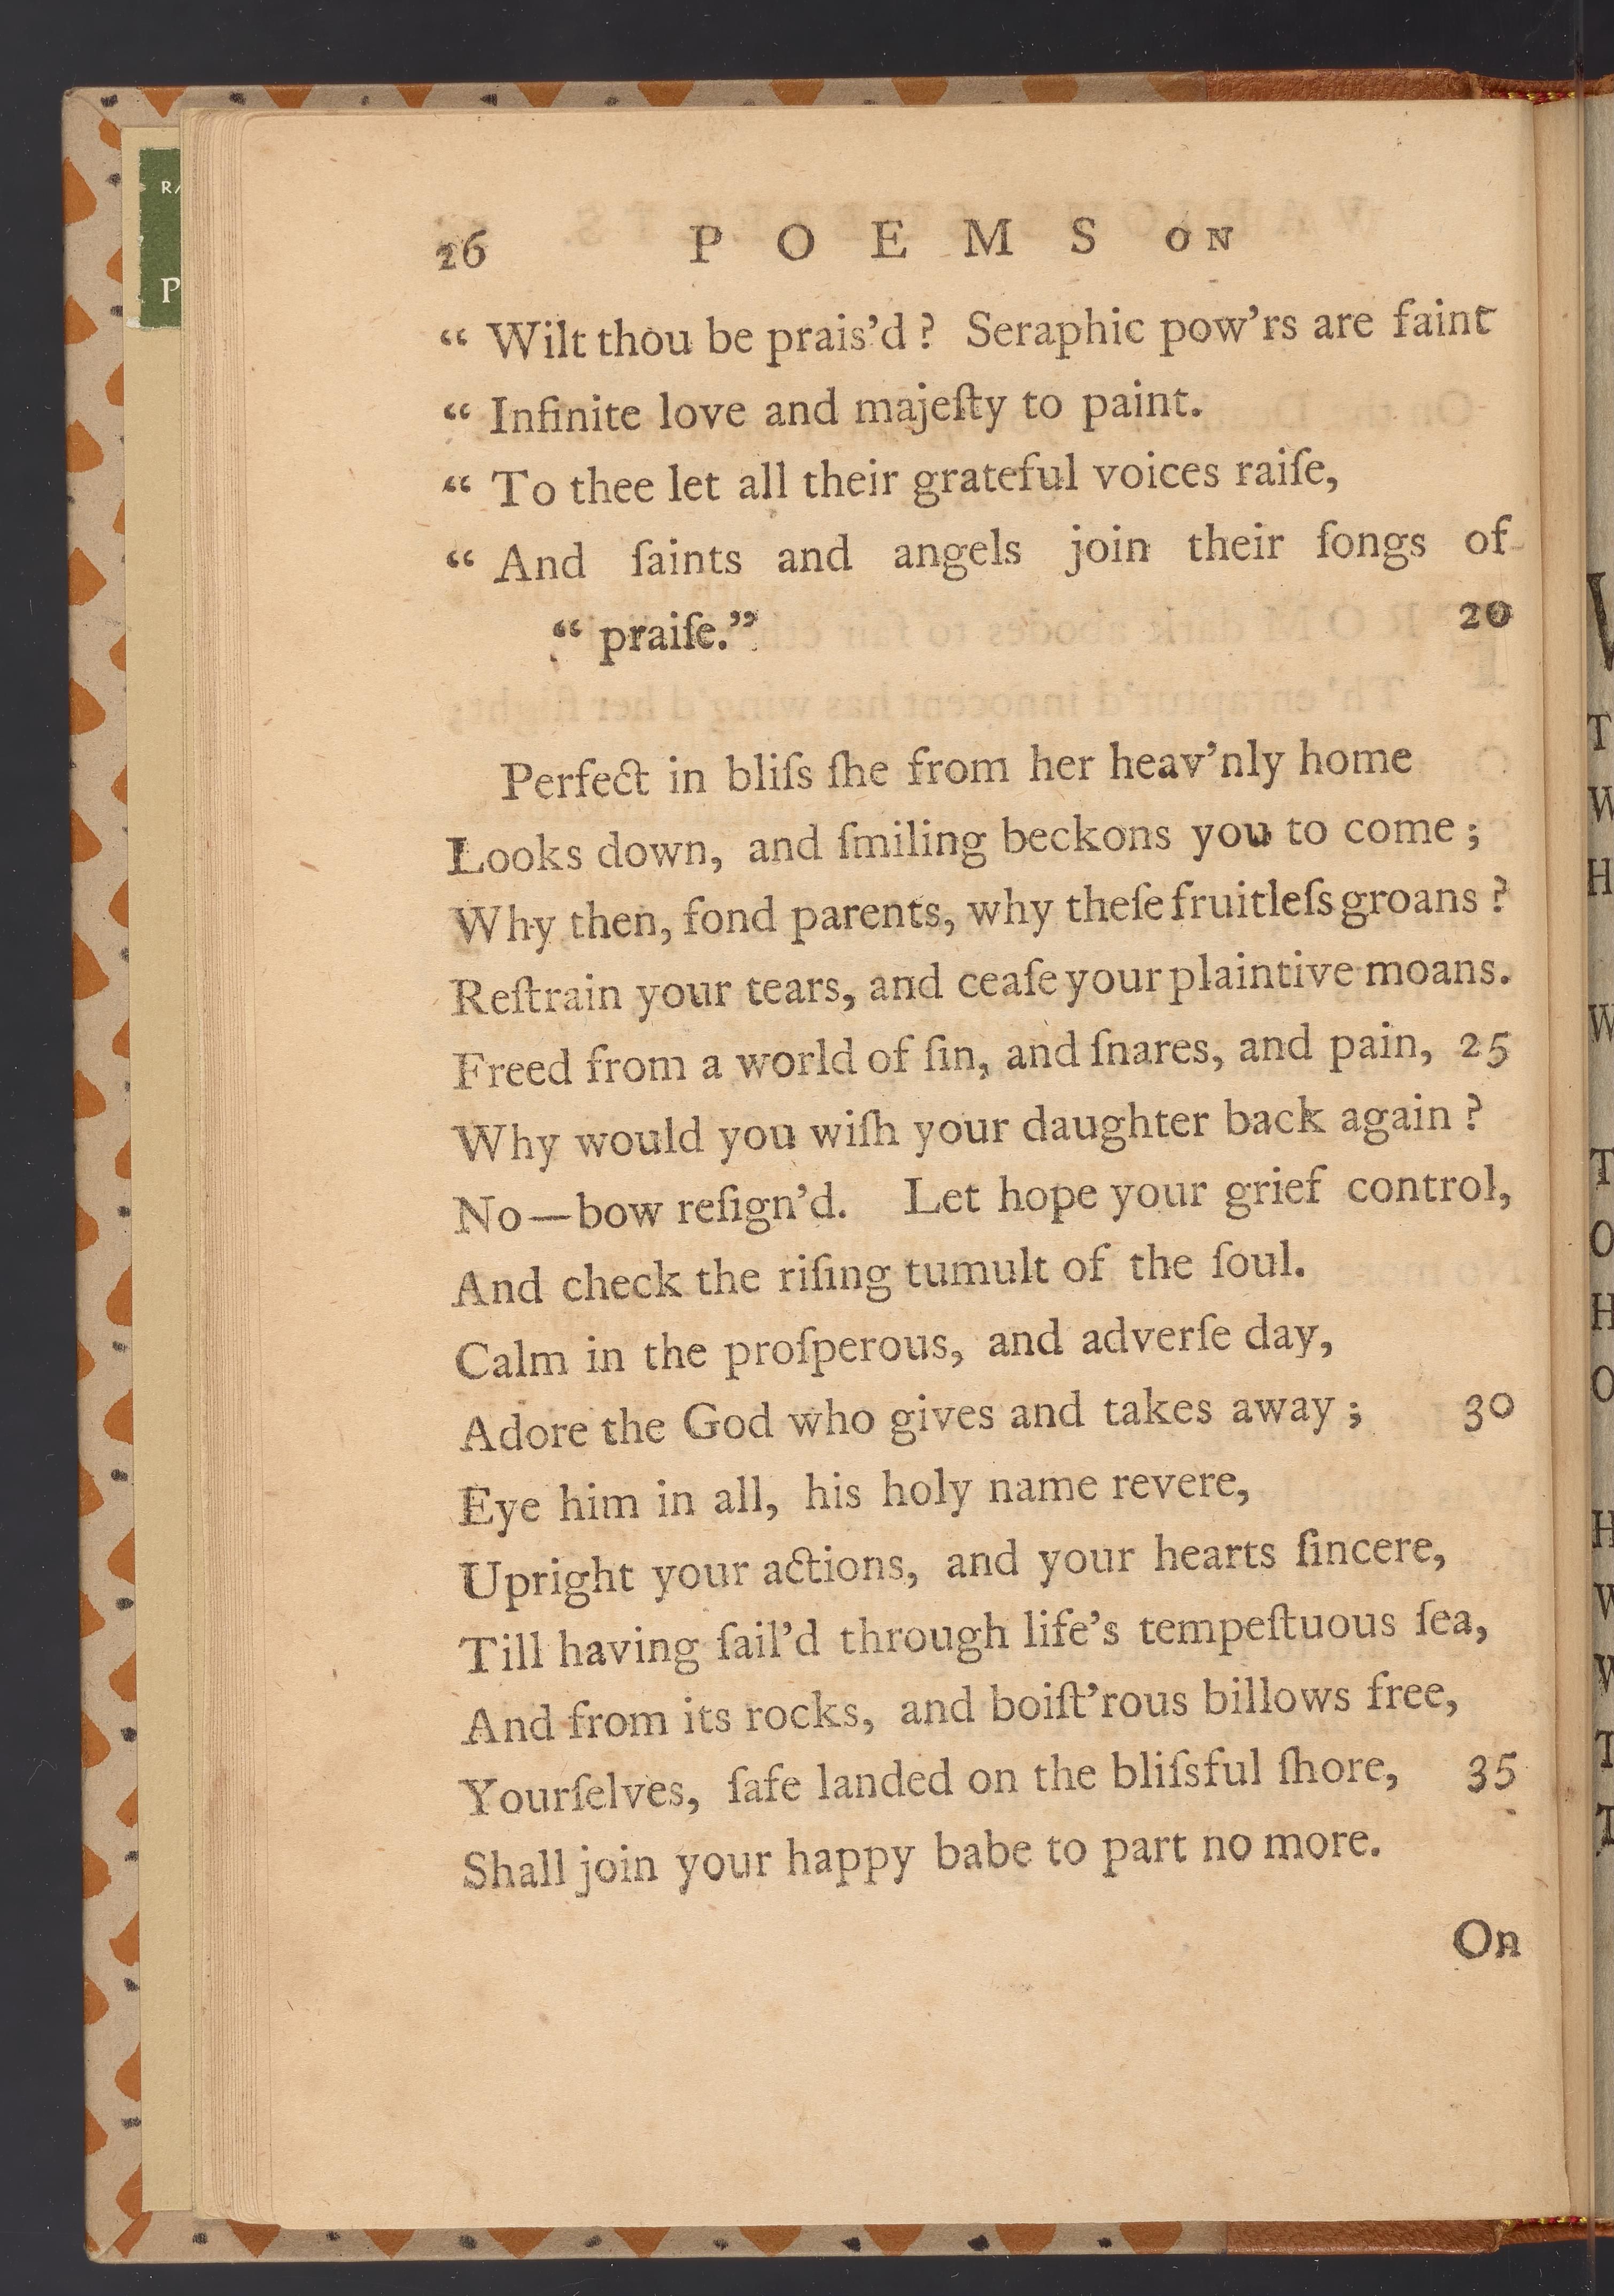 26 P O E M S ON
“ Wilt thou be prais'd ? Seraphic pow'rs are faint
“ Infinite love and majeſty to paint.
“ To thee let all their grateful voices raiſe,
“ And ſaints and angels join their ſongs of
“ praiſe.” 20
Perfect in bliſs ſhe from her heav'nly home
Looks down, and ſmiling beckons you to come ;
Why then, fond parents, why theſe fruitleſs groans ?
Reſtrain your tears, and ceaſe your plaintive moans.
Freed from a world of ſin, and ſnares, and pain, 25
Why would you wiſh your daughter back again ?
No—bow reſign'd. Let hope your grief control,
And check the riſing tumult of the ſoul.
Calm in the proſperous, and adverſe day,
Adore the God who gives and takes away ; 30
Eye him in all, his holy name revere,
Upright your actions, and your hearts ſincere,
Till having ſail'd through life's tempeſtuous ſea,
And from its rocks, and boiſt'rous billows free,
Yourſelves, ſafe landed on the bliſsful ſhore, 35
Shall join your happy babe to part no more.
On